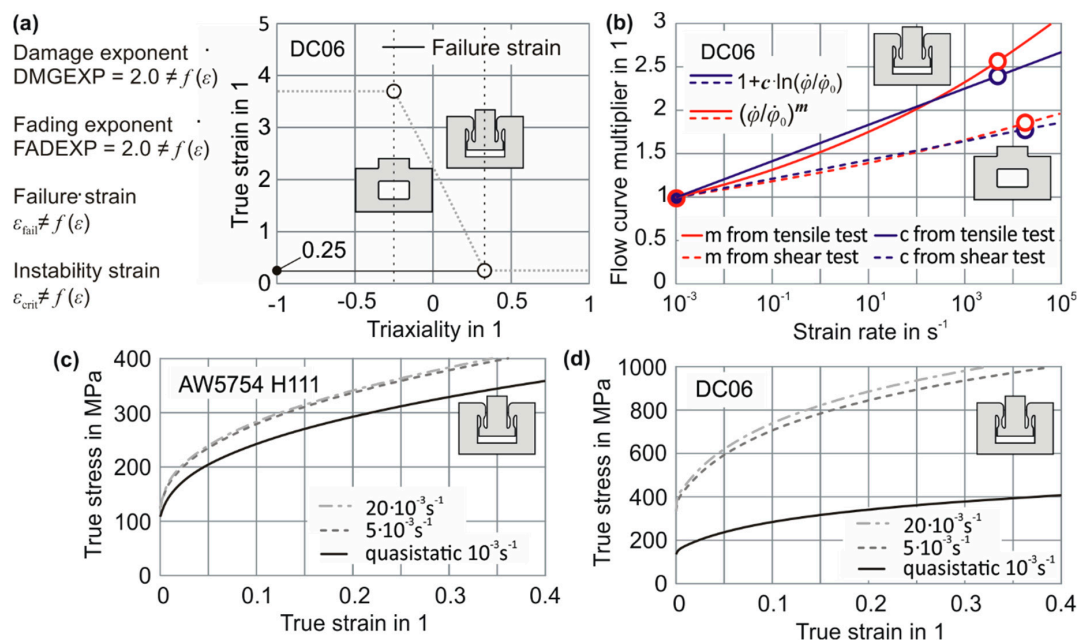 (a)
Damage exponent
DMGEXP = 2.0 ≠ f(ε)
Fading exponent
FADEXP = 2.0 ≠ f(ε)
Failure strain
εfail ≠ f(ε)
Instability strain
εcrit ≠ f(ε)
DC06
Failure strain
True strain in 1
5
4
3
2
1
0
0.25
-1
-0.5
0
0.5
1
Triaxiality in 1
(b)
DC06
1+c·ln(φ̇/φ̇₀)
(φ̇/φ̇₀)ᵐ
Flow curve multiplier in 1
3
2.5
2
1.5
1
0.5
0
m from tensile test
c from tensile test
m from shear test
c from shear test
10⁻³
10⁻¹
10¹
10³
10⁵
Strain rate in s⁻¹
(c)
AW5754 H111
True stress in MPa
400
300
200
100
0
20·10⁻³s⁻¹
5·10⁻³s⁻¹
quasistatic 10⁻³s⁻¹
0
0.1
0.2
0.3
0.4
True strain in 1
(d)
DC06
True stress in MPa
1000
800
600
400
200
0
20·10⁻³s⁻¹
5·10⁻³s⁻¹
quasistatic 10⁻³s⁻¹
0
0.1
0.2
0.3
0.4
True strain in 1